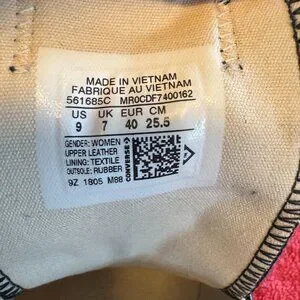 MADE IN VIETNAM
FABRIQUE AU VIETNAM
561685C MR0CDF7400162
US UK EUR CM
9 7 40 25.5
GENDER: WOMEN
UPPER LEATHER
LINING: TEXTILE
OUTSOLE: RUBBER
9Z 1805 M88
CONVERSE